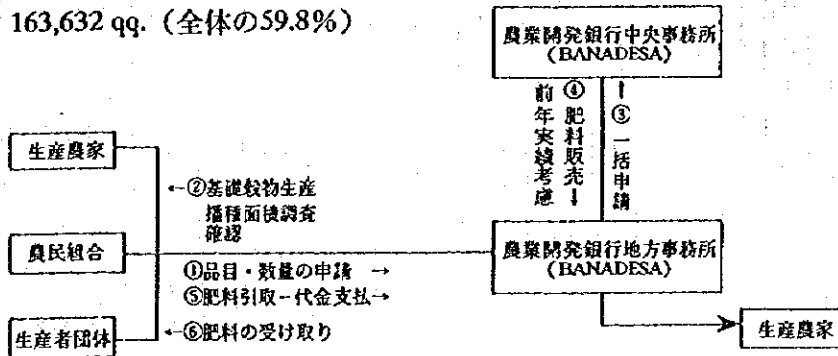 163,632 qq.（全体の59.8%）
農業開発銀行中央事務所
(BANADESA)
前年実績考慮
④肥料販売↓
↑③一括申請
生産農家
←②基礎穀物生産
播種面積調査
確認
農民組合
農業開発銀行地方事務所
(BANADESA)
①品目・数量の申請 →
⑤肥料引取－代金支払→
生産者団体
←⑥肥料の受け取り
生産農家